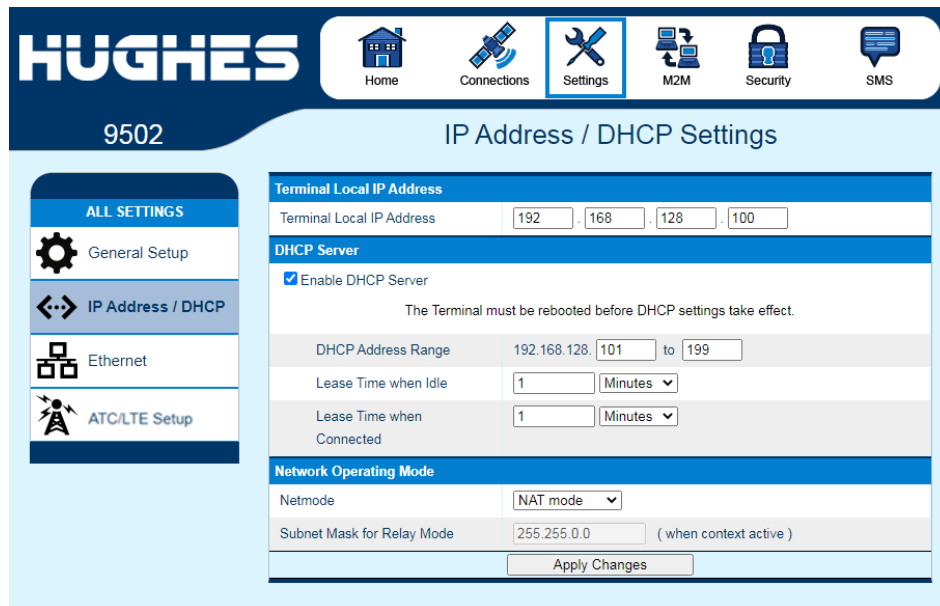 HUGHES
Home
Connections
Settings
M2M
Security
SMS
9502
IP Address / DHCP Settings
ALL SETTINGS
General Setup
IP Address / DHCP
Ethernet
ATC/LTE Setup
Terminal Local IP Address
Terminal Local IP Address 192 . 168 . 128 . 100
DHCP Server
Enable DHCP Server
The Terminal must be rebooted before DHCP settings take effect.
DHCP Address Range 192.168.128. 101 to 199
Lease Time when Idle 1 Minutes
Lease Time when
Connected
1 Minutes
Network Operating Mode
Netmode NAT mode
Subnet Mask for Relay Mode 255.255.0.0 ( when context active )
Apply Changes